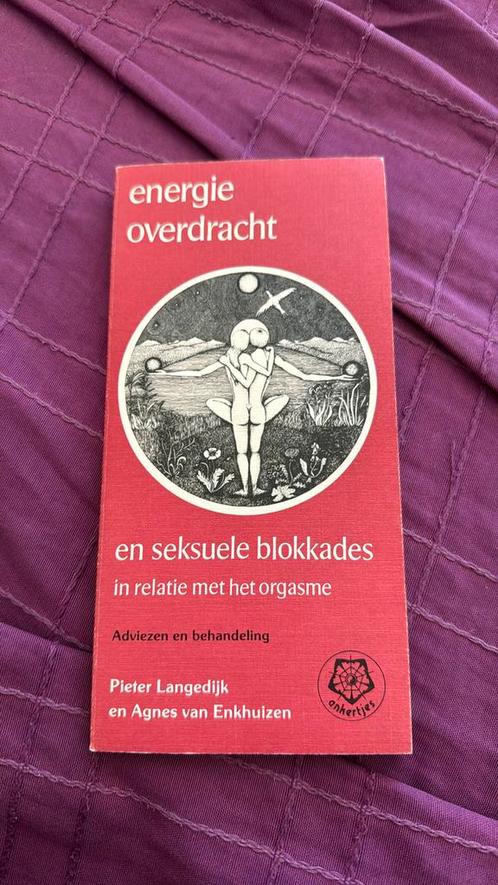 energie
overdracht
en seksuele blokkades
in relatie met het orgasme
Adviezen en behandeling
Pieter Langedijk
en Agnes van Enkhuizen
ankertjes